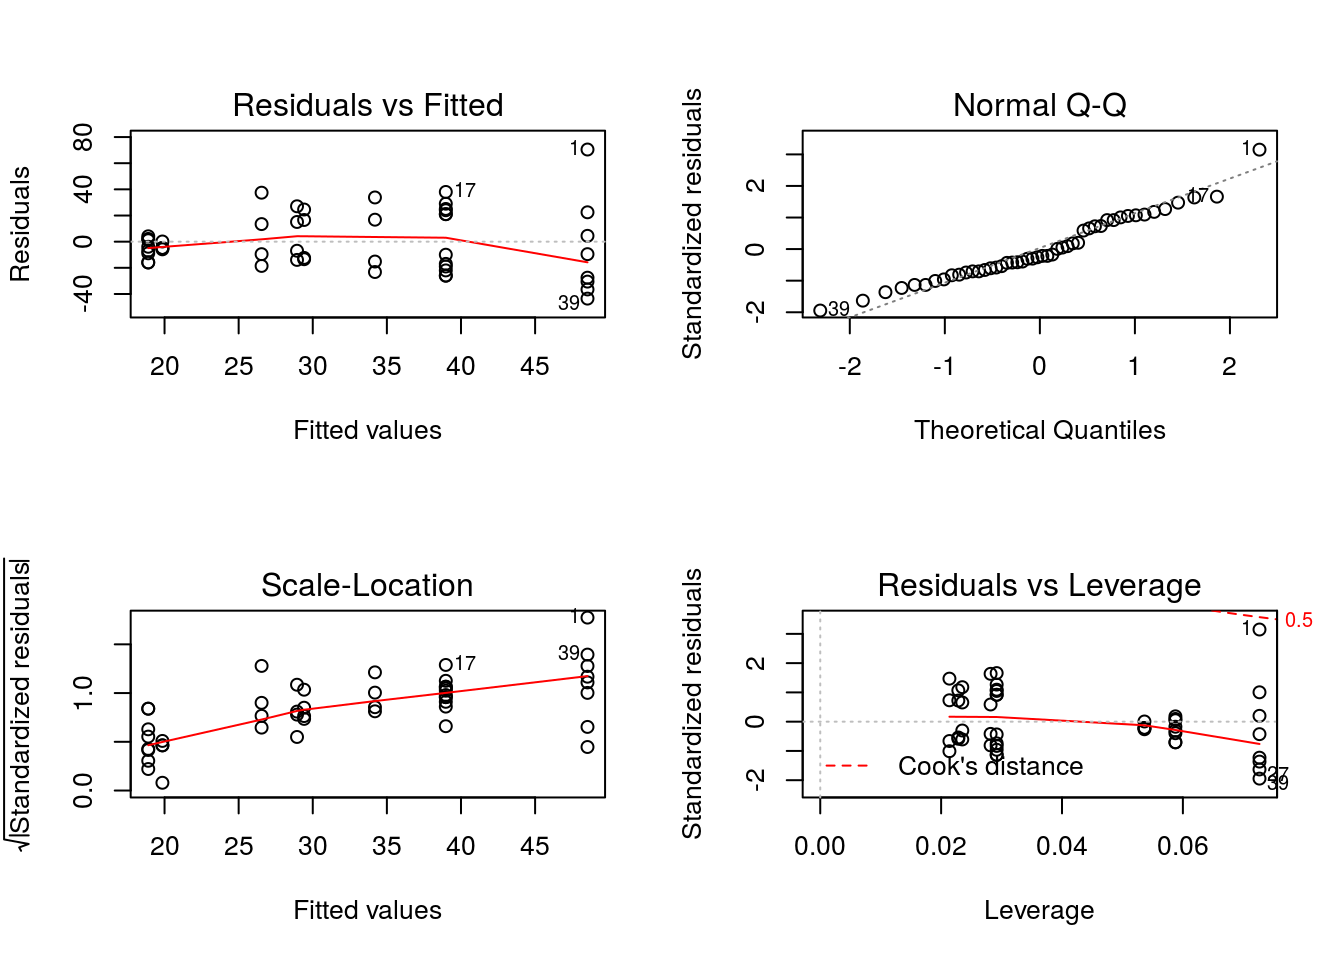 Residuals vs Fitted
Residuals
80
40
0
-40
1
17
39
20 25 30 35 40 45
Fitted values
Normal Q-Q
Standardized residuals
2
0
-2
1
17
39
-2 -1 0 1 2
Theoretical Quantiles
Scale-Location
√|Standardized residuals|
1.0
0.0
1
39
17
20 25 30 35 40 45
Fitted values
Residuals vs Leverage
Standardized residuals
2
0
-2
0.5
1
37
39
Cook's distance
0.00 0.02 0.04 0.06
Leverage